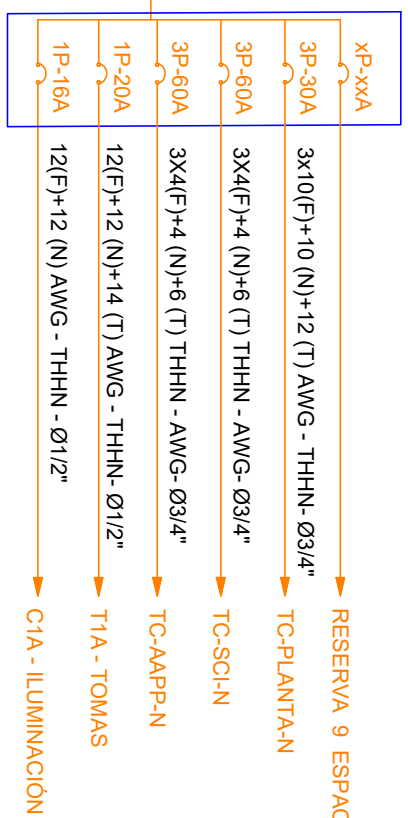 xP-xxA RESERVA 9 ESPAC
3P-30A 3x10(F)+10 (N)+12 (T) AWG - THHN- Ø3/4" TC-PLANTA-N
3P-60A 3X4(F)+4 (N)+6 (T) THHN - AWG- Ø3/4" TC-SCI-N
3P-60A 3X4(F)+4 (N)+6 (T) THHN - AWG- Ø3/4" TC-AAPP-N
1P-20A 12(F)+12 (N)+14 (T) AWG - THHN- Ø1/2" T1A - TOMAS
1P-16A 12(F)+12 (N) AWG - THHN - Ø1/2" C1A - ILUMINACIÓN